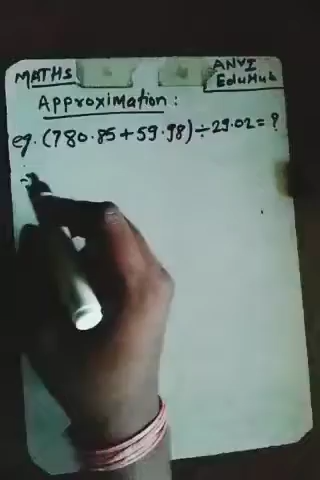 MATHS
ANVI
EduHub
Approximation :
eg. (780.85 + 59.98) ÷ 29.02 = ?